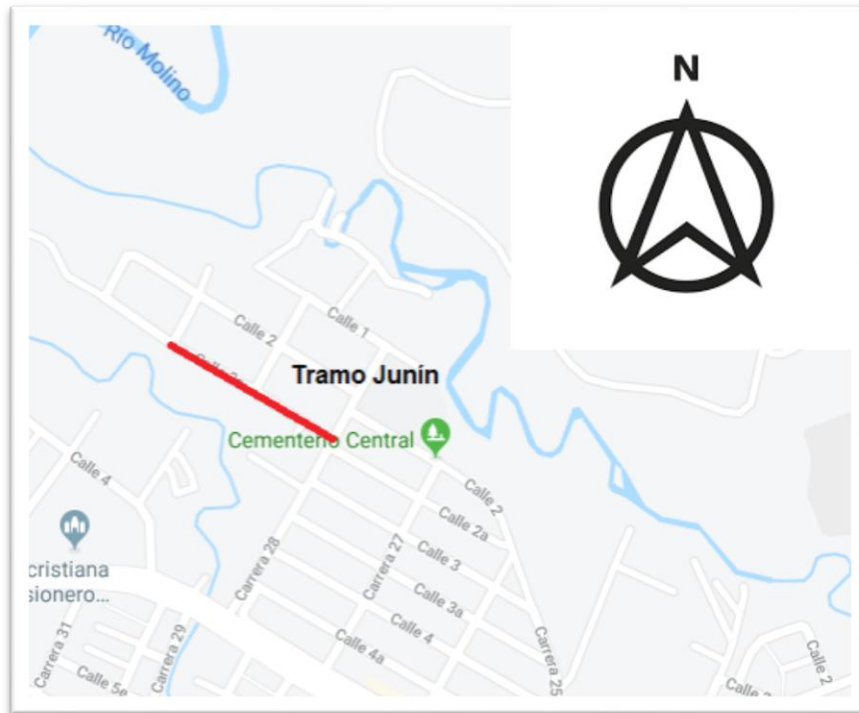 Río Molino
N
Calle 1
Calle 2
Tramo Junín
Cementerio Central
Calle 4
Calle 2
Calle 2a
Calle 3
Carrera 28
Carrera 27
Calle 3a
cristiana
sionero...
Calle 4
Carrera 31
Carrera 29
Calle 4a
Carrera 25
Calle 5e
Calle 2